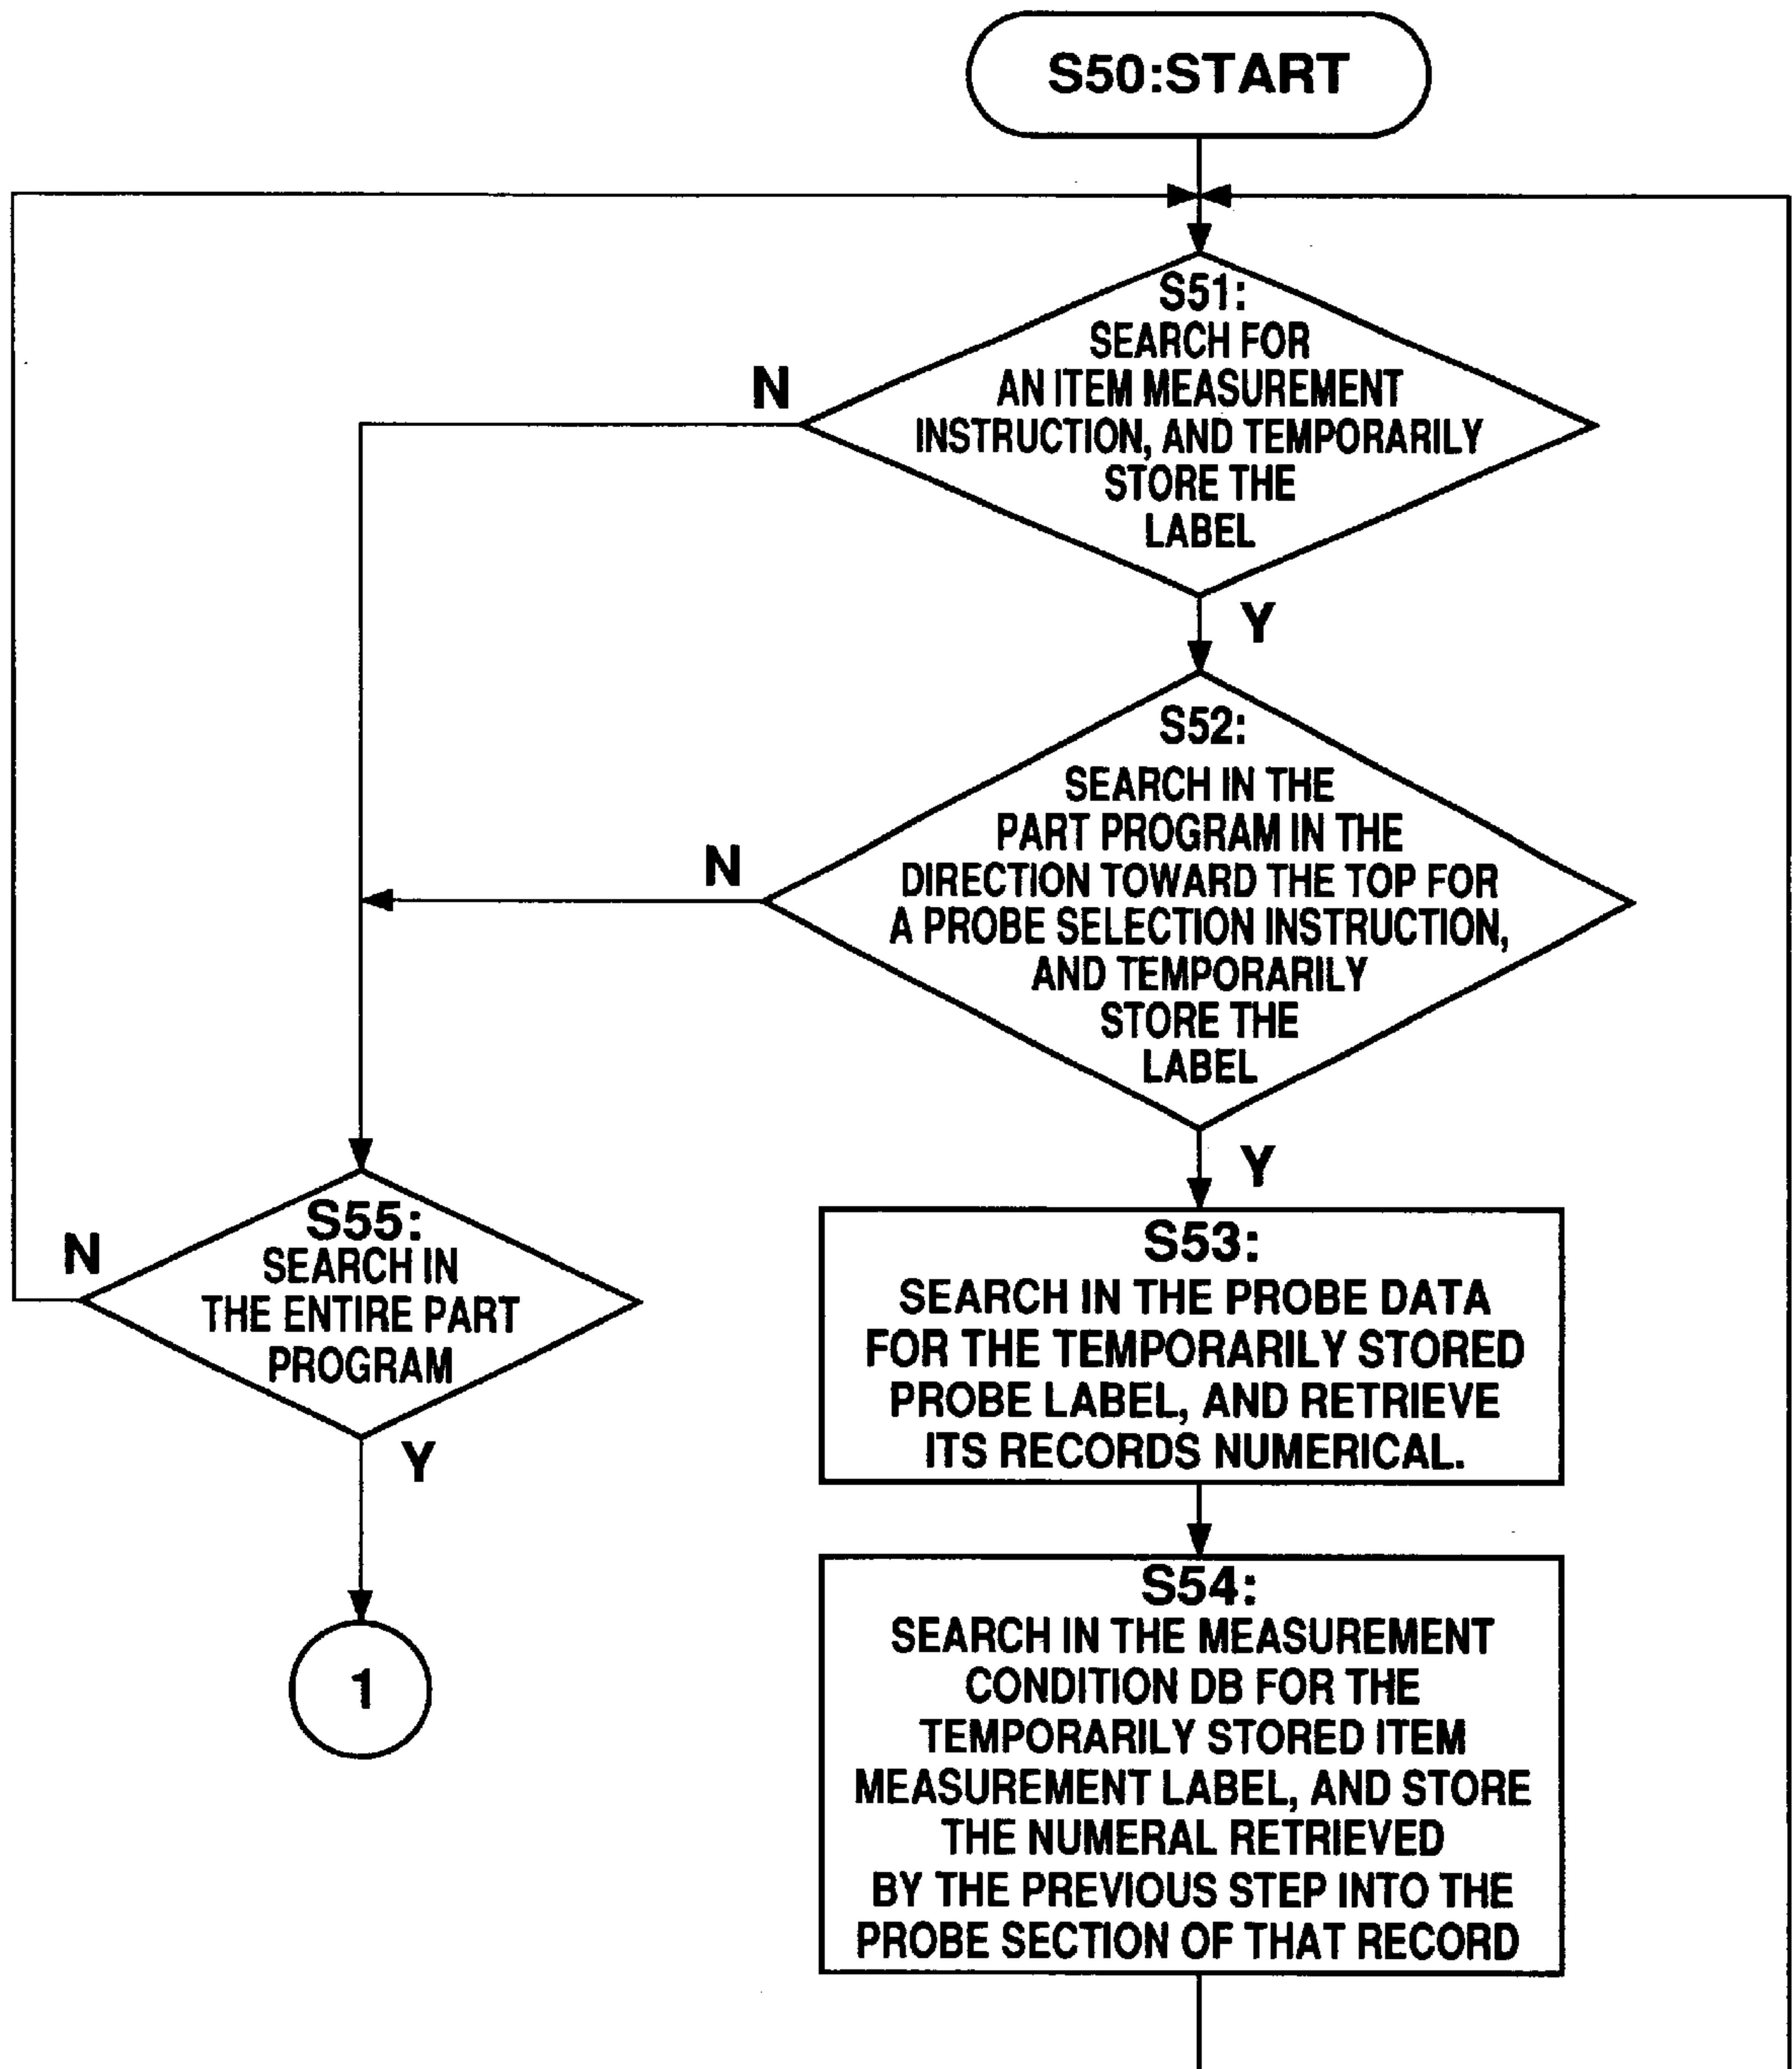 S50:START
S51:
SEARCH FOR
AN ITEM MEASUREMENT
INSTRUCTION, AND TEMPORARILY
STORE THE
LABEL
N
Y
S52:
SEARCH IN THE
PART PROGRAM IN THE
DIRECTION TOWARD THE TOP FOR
A PROBE SELECTION INSTRUCTION,
AND TEMPORARILY
STORE THE
LABEL
N
Y
S53:
SEARCH IN THE PROBE DATA
FOR THE TEMPORARILY STORED
PROBE LABEL, AND RETRIEVE
ITS RECORDS NUMERICAL.
S54:
SEARCH IN THE MEASUREMENT
CONDITION DB FOR THE
TEMPORARILY STORED ITEM
MEASUREMENT LABEL, AND STORE
THE NUMERAL RETRIEVED
BY THE PREVIOUS STEP INTO THE
PROBE SECTION OF THAT RECORD
S55:
SEARCH IN
THE ENTIRE PART
PROGRAM
N
Y
1